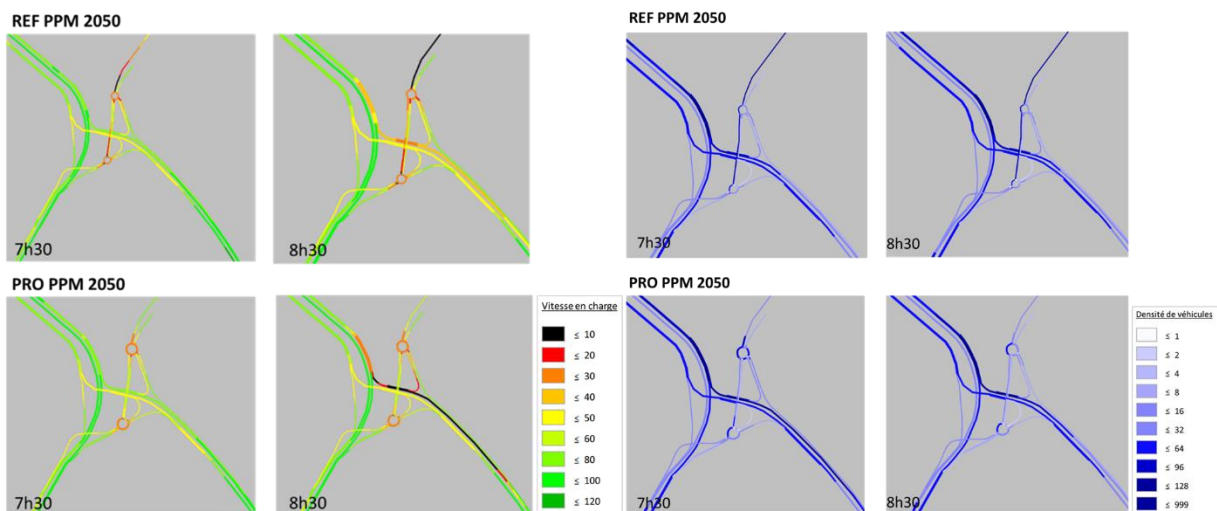 REF PPM 2050
7h30
8h30
PRO PPM 2050
7h30
8h30
Vitesse en charge
≤ 10
≤ 20
≤ 30
≤ 40
≤ 50
≤ 60
≤ 80
≤ 100
≤ 120
REF PPM 2050
7h30
8h30
PRO PPM 2050
7h30
8h30
Densité de véhicules
≤ 1
≤ 2
≤ 4
≤ 8
≤ 16
≤ 32
≤ 64
≤ 96
≤ 128
≤ 999